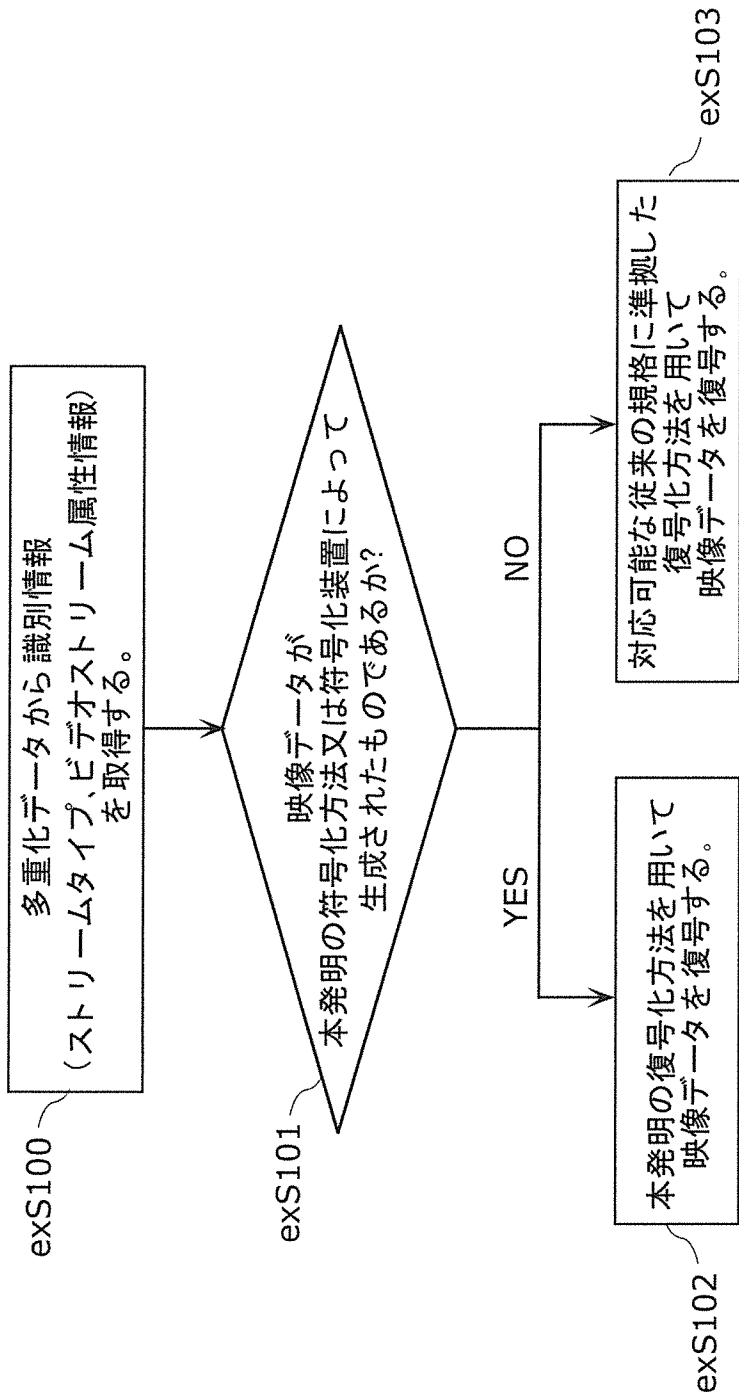 exS100
多重化データから識別情報
(ストリームタイプ、ビデオストリーム属性情報)
を取得する。
exS101
映像データが
本発明の符号化方法又は符号化装置によって
生成されたものであるか?
YES
NO
exS102
本発明の復号化方法を用いて
映像データを復号する。
対応可能な従来の規格に準拠した
復号化方法を用いて
映像データを復号する。
exS103